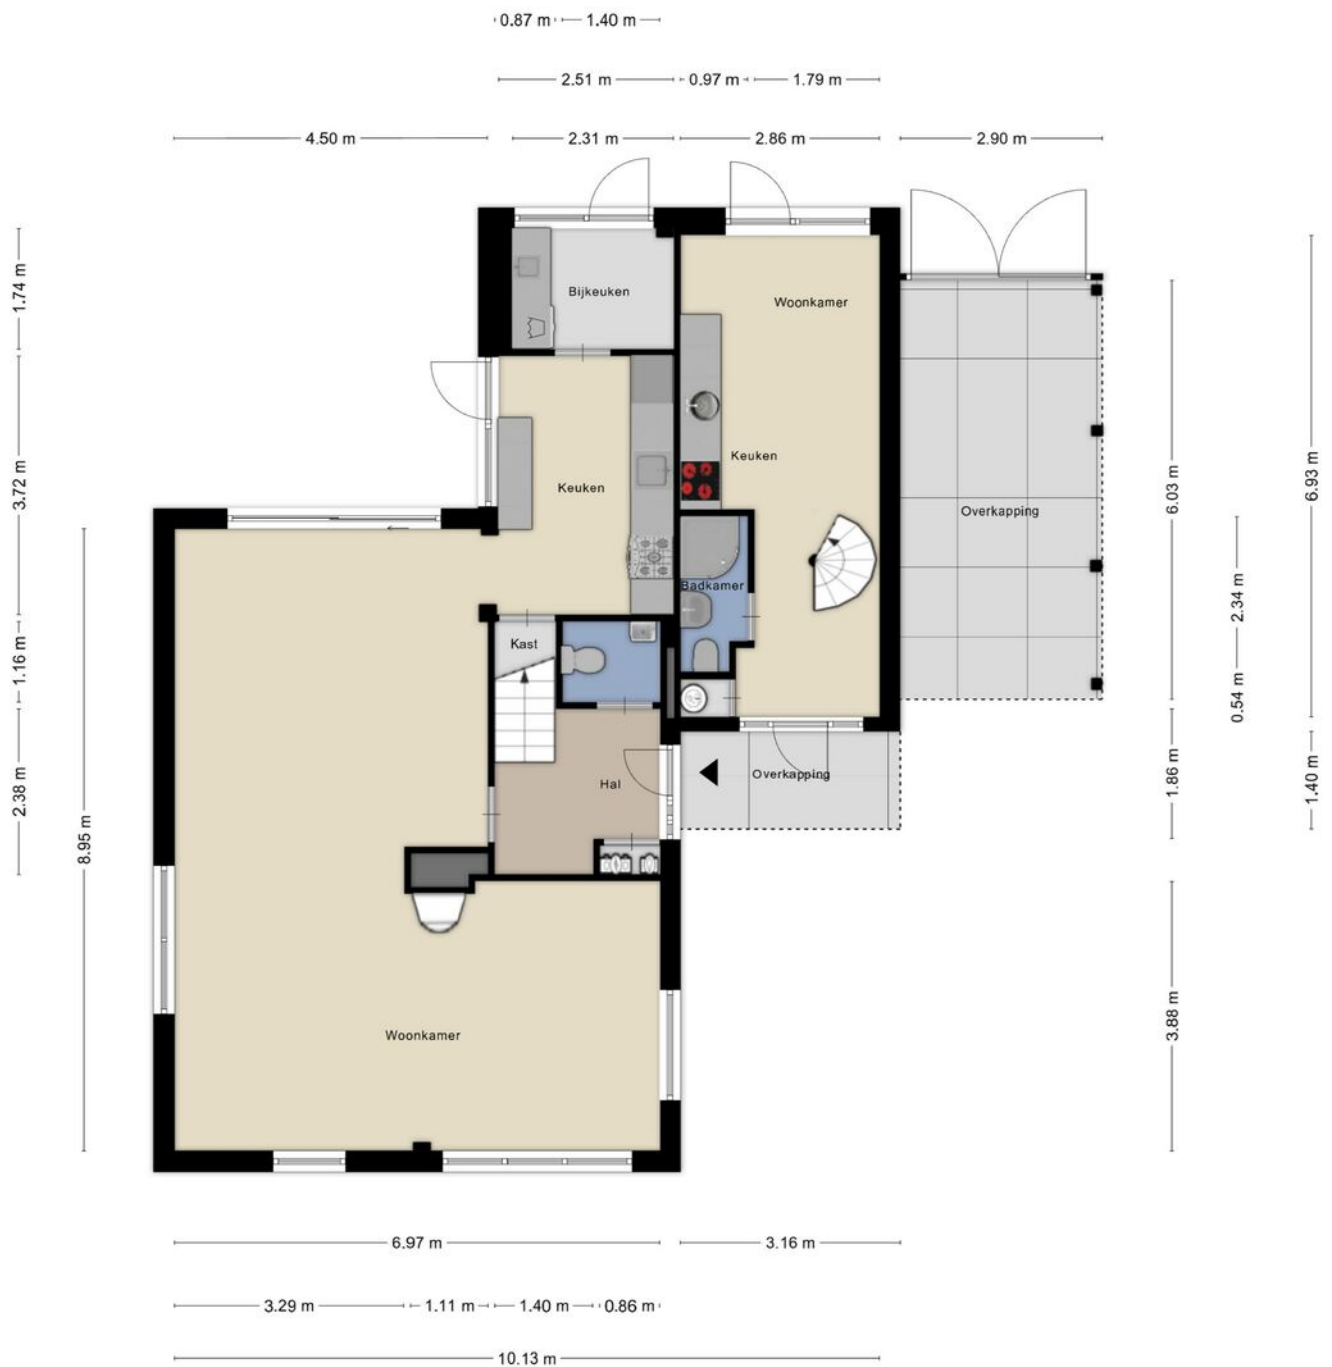 0.87 m 1.40 m
2.51 m 0.97 m 1.79 m
4.50 m 2.31 m 2.86 m 2.90 m
1.74 m
3.72 m
1.16 m
2.38 m
8.95 m
Bijkeuken
Woonkamer
Keuken
Keuken
Overkapping
Badkamer
Kast
Hal
Overkapping
Woonkamer
6.03 m
1.86 m
3.88 m
2.34 m
0.54 m
6.93 m
1.40 m
6.97 m 3.16 m
3.29 m 1.11 m 1.40 m 0.86 m
10.13 m